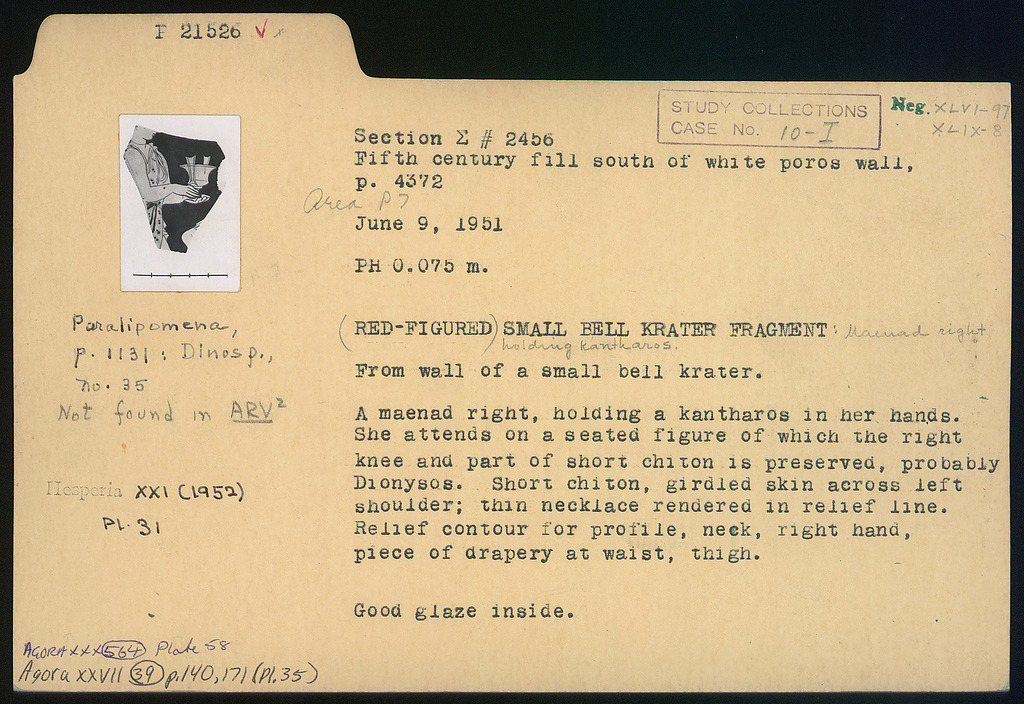 P 21526 √ x
STUDY COLLECTIONS
CASE No. 10-I
Neg. XLVI-97
XLIX-8
Section Σ # 2456
Fifth century fill south of white poros wall,
p. 4372
Area P7
June 9, 1951
PH 0.075 m.
Paralipomena,
p. 1131: Dinos p.,
no. 35
Not found in ARV²
Hesperia XXI (1952)
Pl. 31
(RED-FIGURED) SMALL BELL KRATER FRAGMENT: Maenad right
holding kantharos.
From wall of a small bell krater.
A maenad right, holding a kantharos in her hands.
She attends on a seated figure of which the right
knee and part of short chiton is preserved, probably
Dionysos. Short chiton, girdled skin across left
shoulder; thin necklace rendered in relief line.
Relief contour for profile, neck, right hand,
piece of drapery at waist, thigh.
Good glaze inside.
AGORA XXX 564 Plate 58
Agora XXVII 39 p.140,171 (Pl.35)